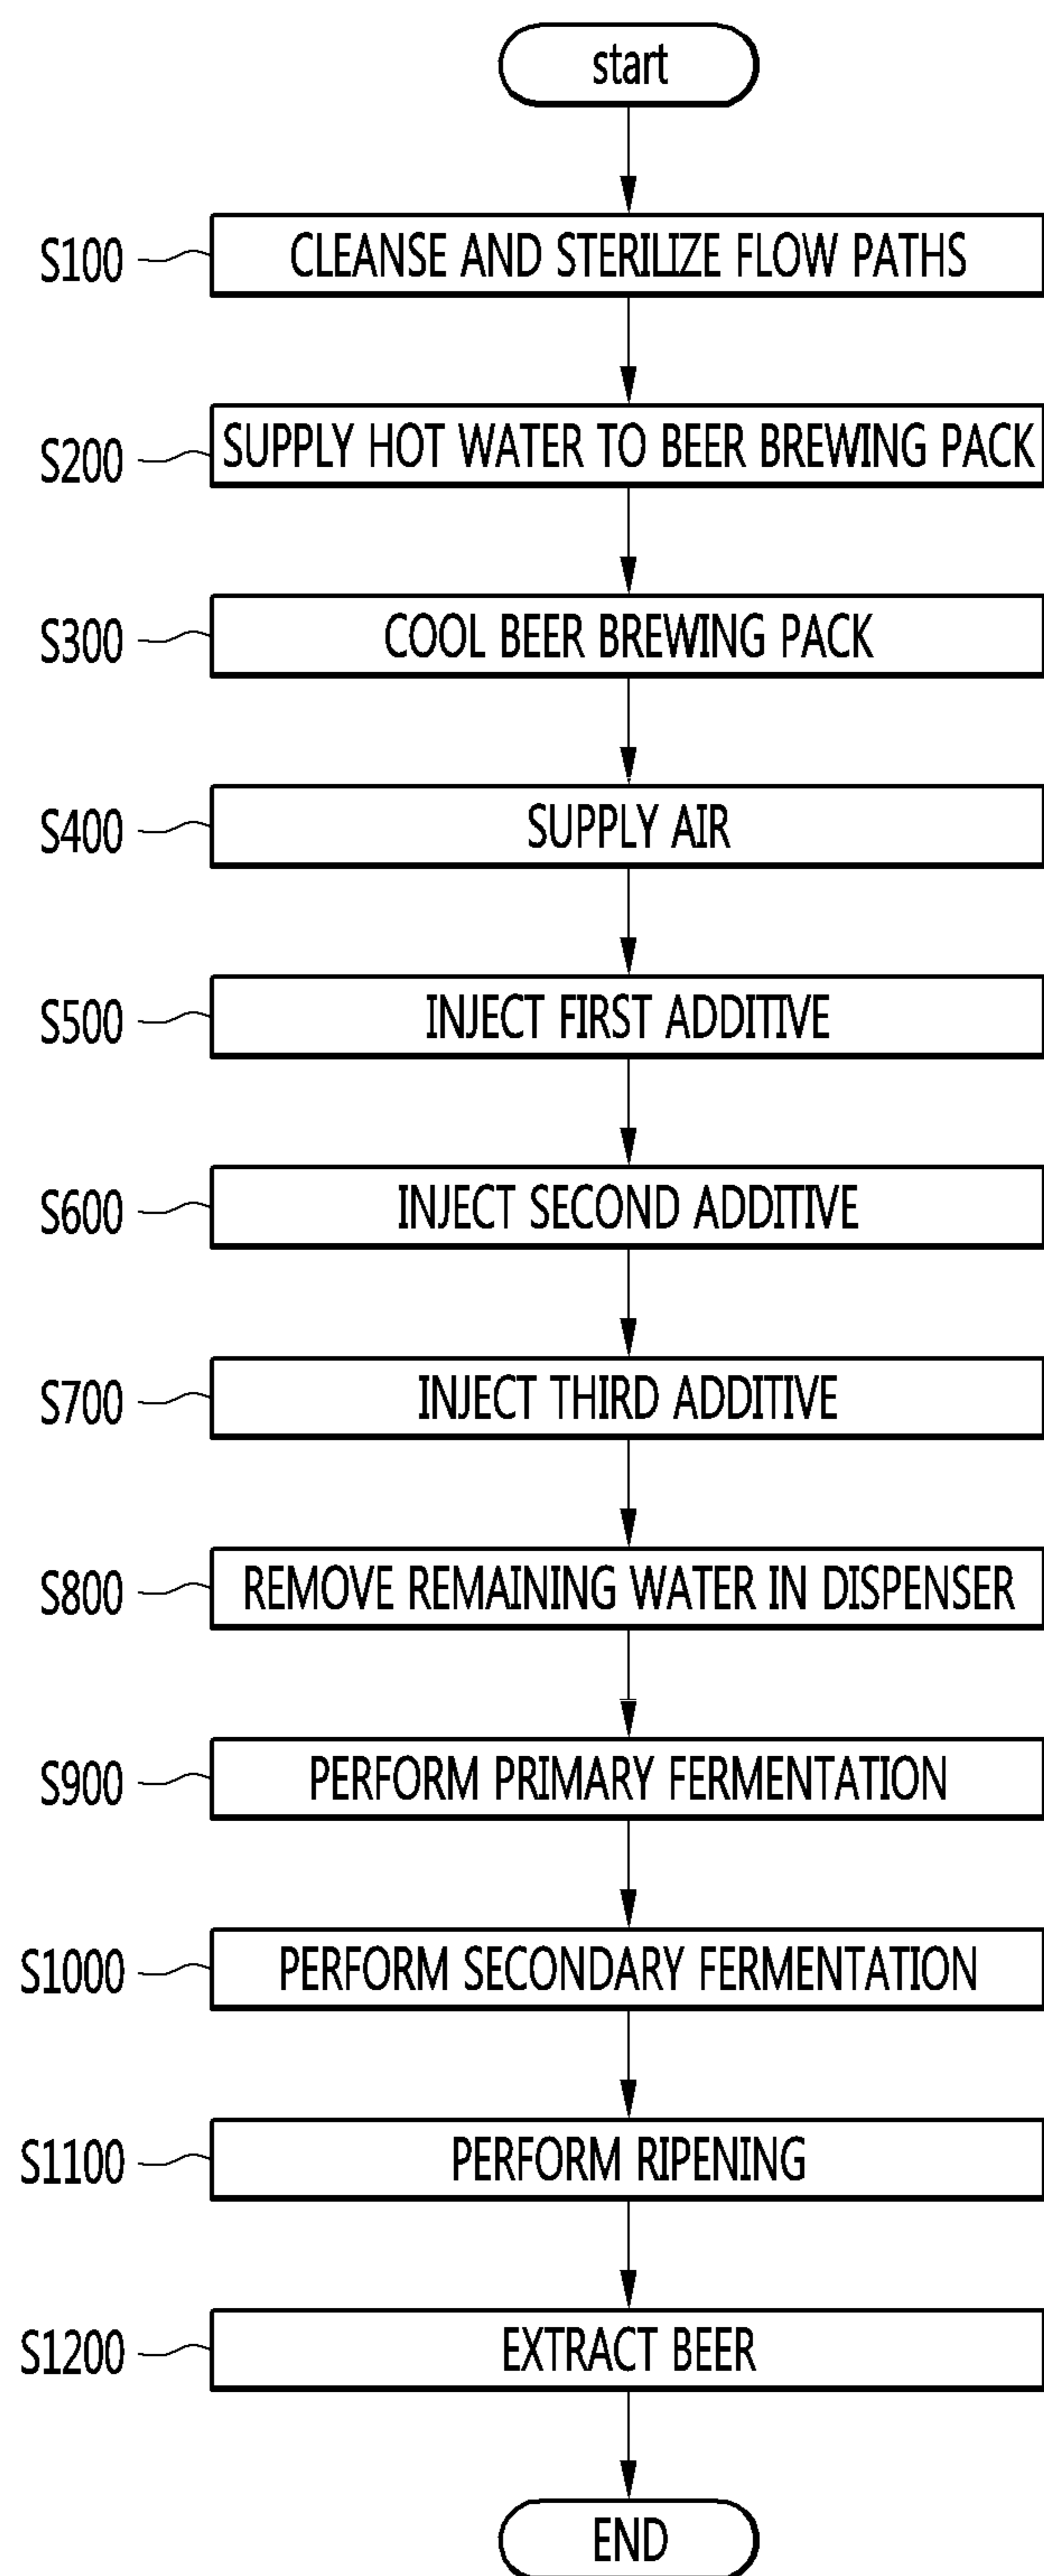 start
S100 CLEANSE AND STERILIZE FLOW PATHS
S200 SUPPLY HOT WATER TO BEER BREWING PACK
S300 COOL BEER BREWING PACK
S400 SUPPLY AIR
S500 INJECT FIRST ADDITIVE
S600 INJECT SECOND ADDITIVE
S700 INJECT THIRD ADDITIVE
S800 REMOVE REMAINING WATER IN DISPENSER
S900 PERFORM PRIMARY FERMENTATION
S1000 PERFORM SECONDARY FERMENTATION
S1100 PERFORM RIPENING
S1200 EXTRACT BEER
END